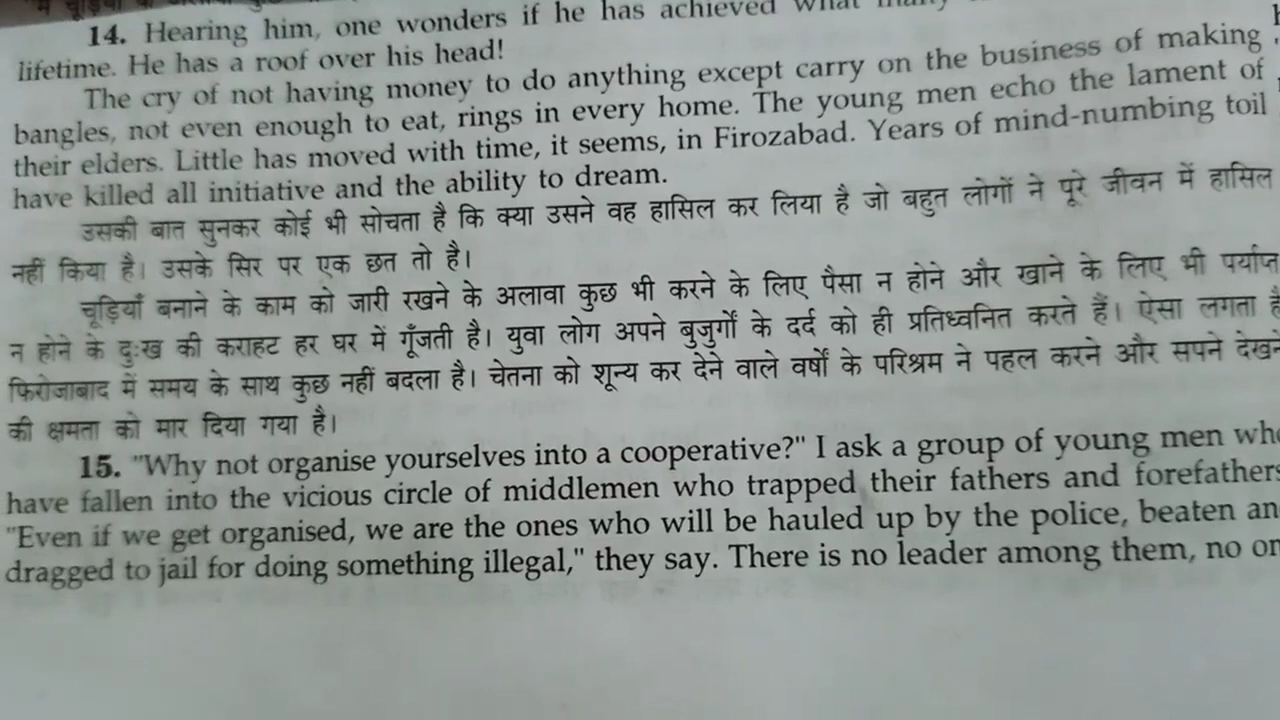 14. Hearing him, one wonders if he has achieved what many
lifetime. He has a roof over his head!
The cry of not having money to do anything except carry on the business of making
bangles, not even enough to eat, rings in every home. The young men echo the lament of
their elders. Little has moved with time, it seems, in Firozabad. Years of mind-numbing toil
have killed all initiative and the ability to dream.
उसकी बात सुनकर कोई भी सोचता है कि क्या उसने वह हासिल कर लिया है जो बहुत लोगों ने पूरे जीवन में हासिल
नहीं किया है। उसके सिर पर एक छत तो है।
चूड़ियाँ बनाने के काम को जारी रखने के अलावा कुछ भी करने के लिए पैसा न होने और खाने के लिए भी पर्याप्त
न होने के दुःख की कराहट हर घर में गूँजती है। युवा लोग अपने बुजुर्गों के दर्द को ही प्रतिध्वनित करते हैं। ऐसा लगता है
फिरोजाबाद में समय के साथ कुछ नहीं बदला है। चेतना को शून्य कर देने वाले वर्षों के परिश्रम ने पहल करने और सपने देखने
की क्षमता को मार दिया गया है।
15. "Why not organise yourselves into a cooperative?" I ask a group of young men who
have fallen into the vicious circle of middlemen who trapped their fathers and forefathers
"Even if we get organised, we are the ones who will be hauled up by the police, beaten an
dragged to jail for doing something illegal," they say. There is no leader among them, no on